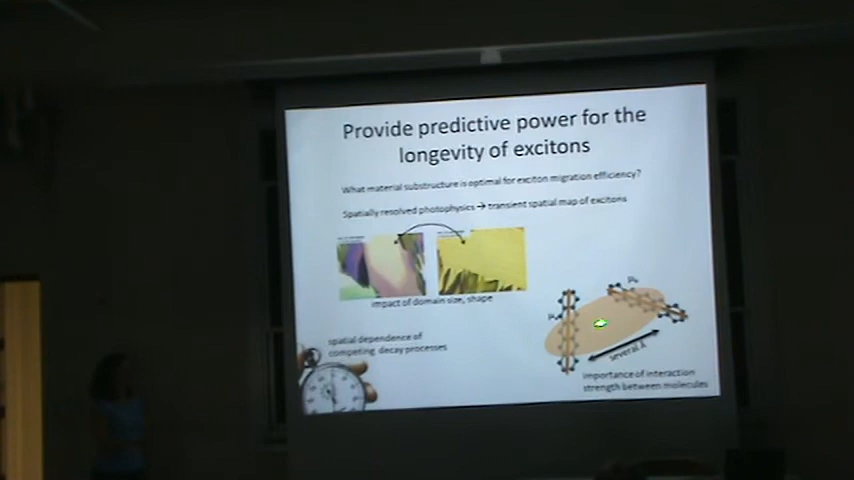 Provide predictive power for the
longevity of excitons
What material substructure is optimal for exciton migration efficiency?
Spatially resolved photophysics → transient spatial map of excitons
impact of domain size, shape
several Å
spatial dependence of
competing decay processes
importance of interaction
strength between molecules